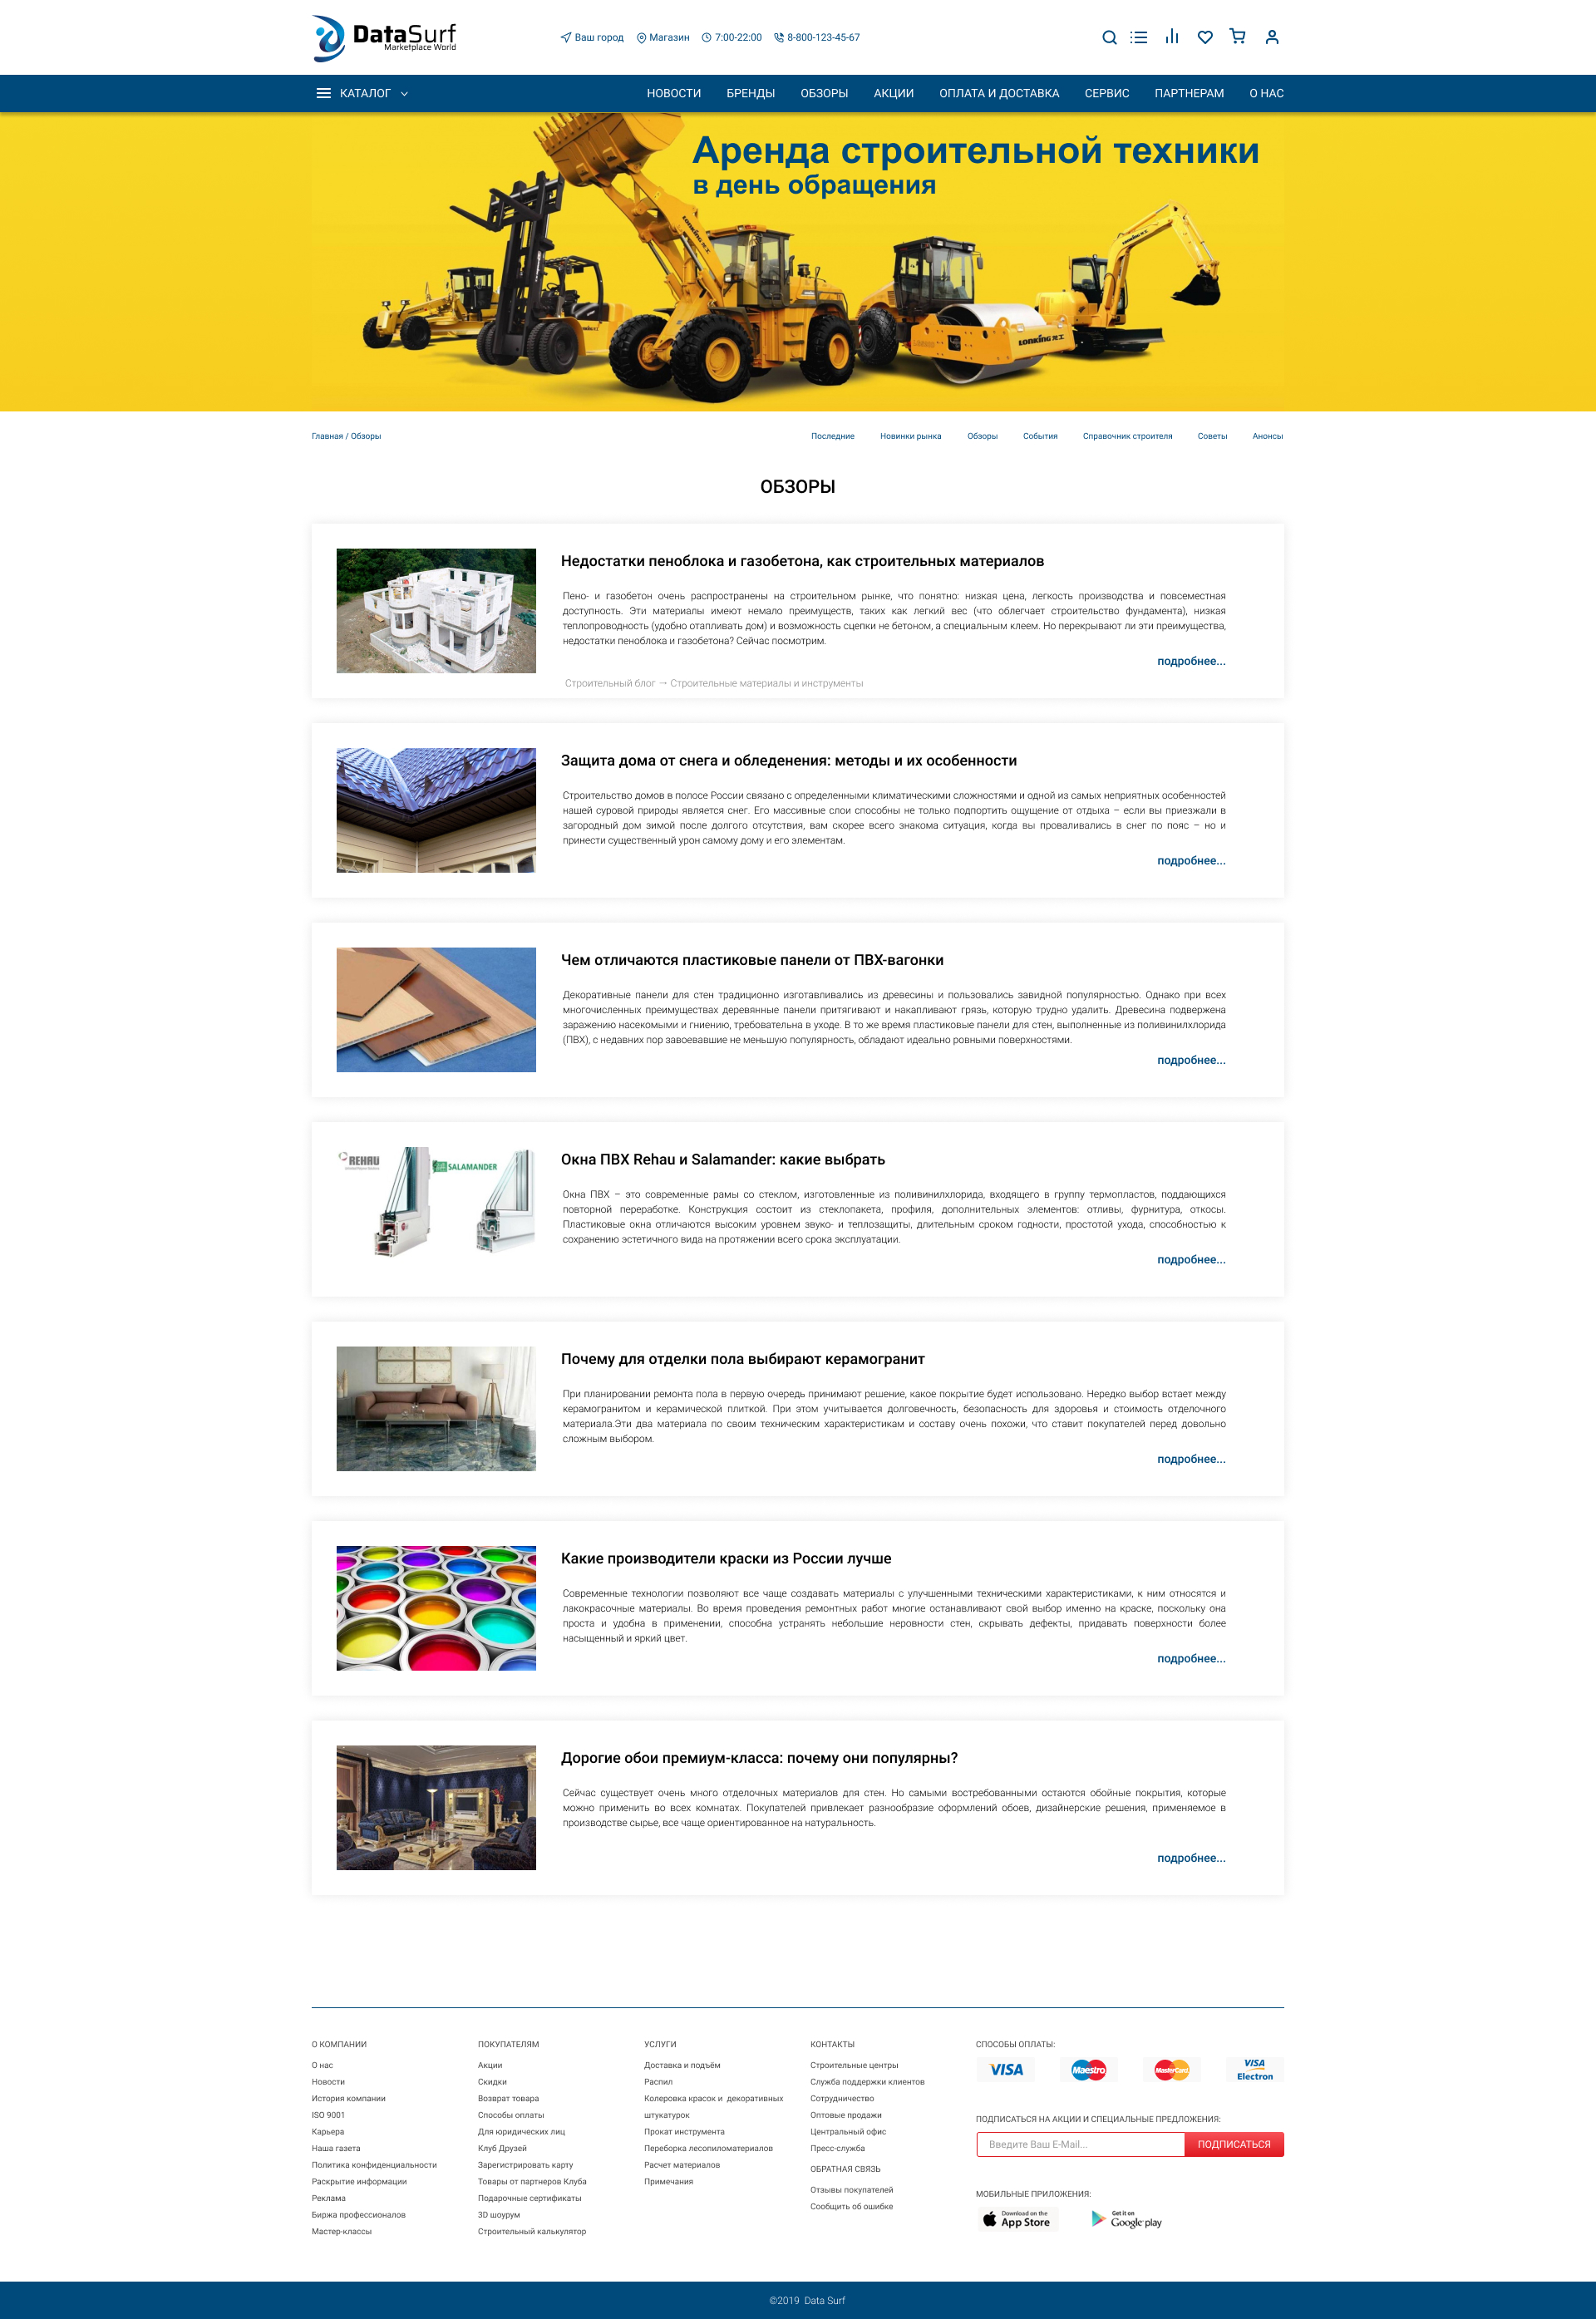 DataSurf
Marketplace World
Ваш город
Магазин
7:00-22:00
8-800-123-45-67
КАТАЛОГ
НОВОСТИ
БРЕНДЫ
ОБЗОРЫ
АКЦИИ
ОПЛАТА И ДОСТАВКА
СЕРВИС
ПАРТНЕРАМ
О НАС
Аренда строительной техники
в день обращения
LONKING
LONKING
LONKING
Главная / Обзоры
Последние
Новинки рынка
Обзоры
События
Справочник строителя
Советы
Анонсы
ОБЗОРЫ
Недостатки пеноблока и газобетона, как строительных материалов
Пено- и газобетон очень распространены на строительном рынке, что понятно: низкая цена, легкость производства и повсеместная
доступность. Эти материалы имеют немало преимуществ, таких как легкий вес (что облегчает строительство фундамента), низкая
теплопроводность (удобно отапливать дом) и возможность сцепки не бетоном, а специальным клеем. Но перекрывают ли эти преимущества,
недостатки пеноблока и газобетона? Сейчас посмотрим.
подробнее...
Строительный блог → Строительные материалы и инструменты
Защита дома от снега и обледенения: методы и их особенности
Строительство домов в полосе России связано с определенными климатическими сложностями и одной из самых неприятных особенностей
нашей суровой природы является снег. Его массивные слои способны не только подпортить ощущение от отдыха – если вы приезжали в
загородный дом зимой после долгого отсутствия, вам скорее всего знакома ситуация, когда вы проваливались в снег по пояс – но и
принести существенный урон самому дому и его элементам.
подробнее...
Чем отличаются пластиковые панели от ПВХ-вагонки
Декоративные панели для стен традиционно изготавливались из древесины и пользовались завидной популярностью. Однако при всех
многочисленных преимуществах деревянные панели притягивают и накапливают грязь, которую трудно удалить. Древесина подвержена
заражению насекомыми и гниению, требовательна в уходе. В то же время пластиковые панели для стен, выполненные из поливинилхлорида
(ПВХ), с недавних пор завоевавшие не меньшую популярность, обладают идеально ровными поверхностями.
подробнее...
REHAU
SALAMANDER
Окна ПВХ Rehau и Salamander: какие выбрать
Окна ПВХ – это современные рамы со стеклом, изготовленные из поливинилхлорида, входящего в группу термопластов, поддающихся
повторной переработке. Конструкция состоит из стеклопакета, профиля, дополнительных элементов: отливы, фурнитура, откосы.
Пластиковые окна отличаются высоким уровнем звуко- и теплозащиты, длительным сроком годности, простотой ухода, способностью к
сохранению эстетичного вида на протяжении всего срока эксплуатации.
подробнее...
Почему для отделки пола выбирают керамогранит
При планировании ремонта пола в первую очередь принимают решение, какое покрытие будет использовано. Нередко выбор встает между
керамогранитом и керамической плиткой. При этом учитывается долговечность, безопасность для здоровья и стоимость отделочного
материала.Эти два материала по своим техническим характеристикам и составу очень похожи, что ставит покупателей перед довольно
сложным выбором.
подробнее...
Какие производители краски из России лучше
Современные технологии позволяют все чаще создавать материалы с улучшенными техническими характеристиками, к ним относятся и
лакокрасочные материалы. Во время проведения ремонтных работ многие останавливают свой выбор именно на краске, поскольку она
проста и удобна в применении, способна устранять небольшие неровности стен, скрывать дефекты, придавать поверхности более
насыщенный и яркий цвет.
подробнее...
Дорогие обои премиум-класса: почему они популярны?
Сейчас существует очень много отделочных материалов для стен. Но самыми востребованными остаются обойные покрытия, которые
можно применить во всех комнатах. Покупателей привлекает разнообразие оформлений обоев, дизайнерские решения, применяемое в
производстве сырье, все чаще ориентированное на натуральность.
подробнее...
О КОМПАНИИ
О нас
Новости
История компании
ISO 9001
Карьера
Наша газета
Политика конфиденциальности
Раскрытие информации
Реклама
Биржа профессионалов
Мастер-классы
ПОКУПАТЕЛЯМ
Акции
Скидки
Возврат товара
Способы оплаты
Для юридических лиц
Клуб Друзей
Зарегистрировать карту
Товары от партнеров Клуба
Подарочные сертификаты
3D шоурум
Строительный калькулятор
УСЛУГИ
Доставка и подъём
Распил
Колеровка красок и декоративных
штукатурок
Прокат инструмента
Переборка лесопиломатериалов
Расчет материалов
Примечания
КОНТАКТЫ
Строительные центры
Служба поддержки клиентов
Сотрудничество
Оптовые продажи
Центральный офис
Пресс-служба
ОБРАТНАЯ СВЯЗЬ
Отзывы покупателей
Сообщить об ошибке
СПОСОБЫ ОПЛАТЫ:
VISA
Maestro
MasterCard
VISA
Electron
ПОДПИСАТЬСЯ НА АКЦИИ И СПЕЦИАЛЬНЫЕ ПРЕДЛОЖЕНИЯ:
Введите Ваш E-Mail...
ПОДПИСАТЬСЯ
МОБИЛЬНЫЕ ПРИЛОЖЕНИЯ:
Download on the
App Store
Get it on
Google play
©2019 Data Surf